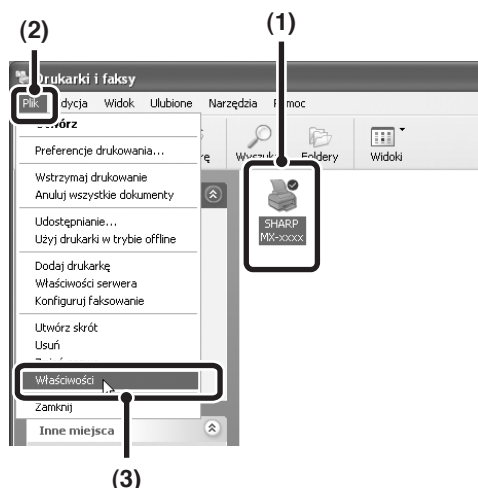 (1)
(2)
Drukarki i faksy
Plik dycja Widok Ulubione Narzędzia Pomoc
Otwórz
Wyszuk Foldery Widoki
Preferencje drukowania...
Wstrzymaj drukowanie
Anuluj wszystkie dokumenty
Udostępnianie...
Użyj drukarki w trybie offline
SHARP
MX-xxxx
Dodaj drukarkę
Właściwości serwera
Konfiguruj faksowanie
Utwórz skrót
Usuń
Właściwości
Zamknij
Inne miejsca
(3)